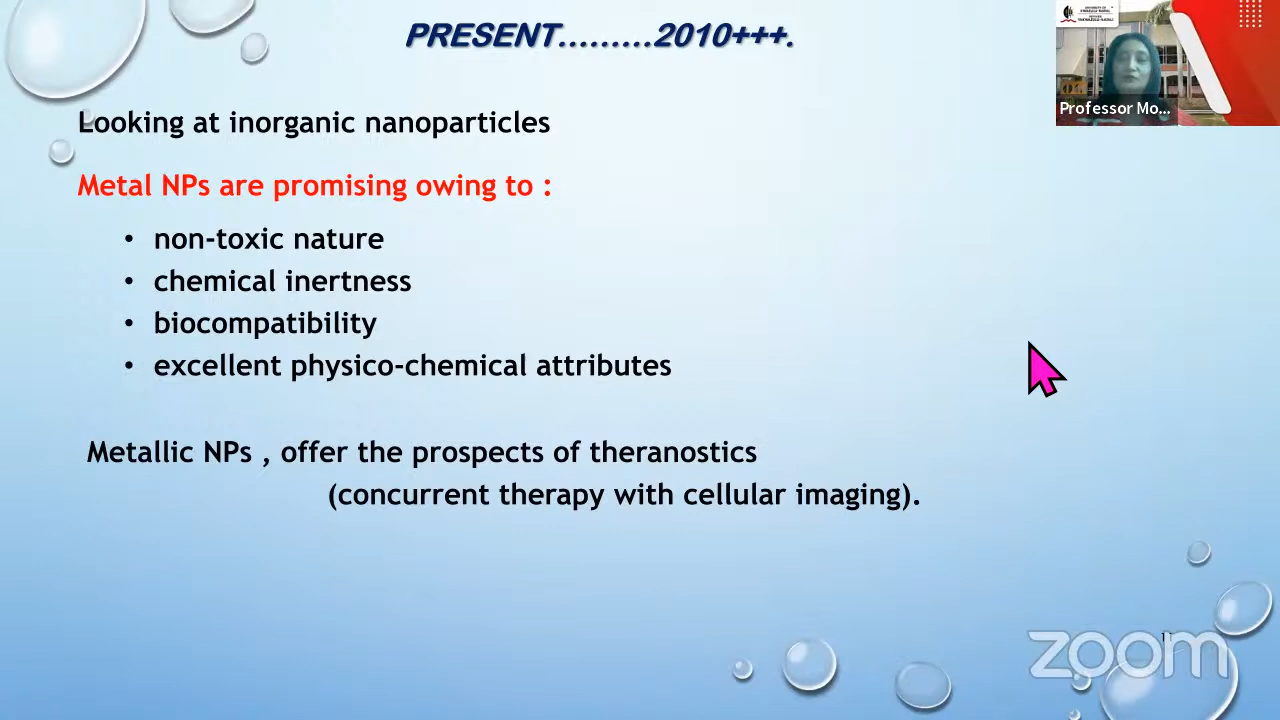 PRESENT.........2010+++.
Looking at inorganic nanoparticles
Metal NPs are promising owing to :
• non-toxic nature
• chemical inertness
• biocompatibility
• excellent physico-chemical attributes
Metallic NPs , offer the prospects of theranostics
(concurrent therapy with cellular imaging).
Professor Mo...
zoom